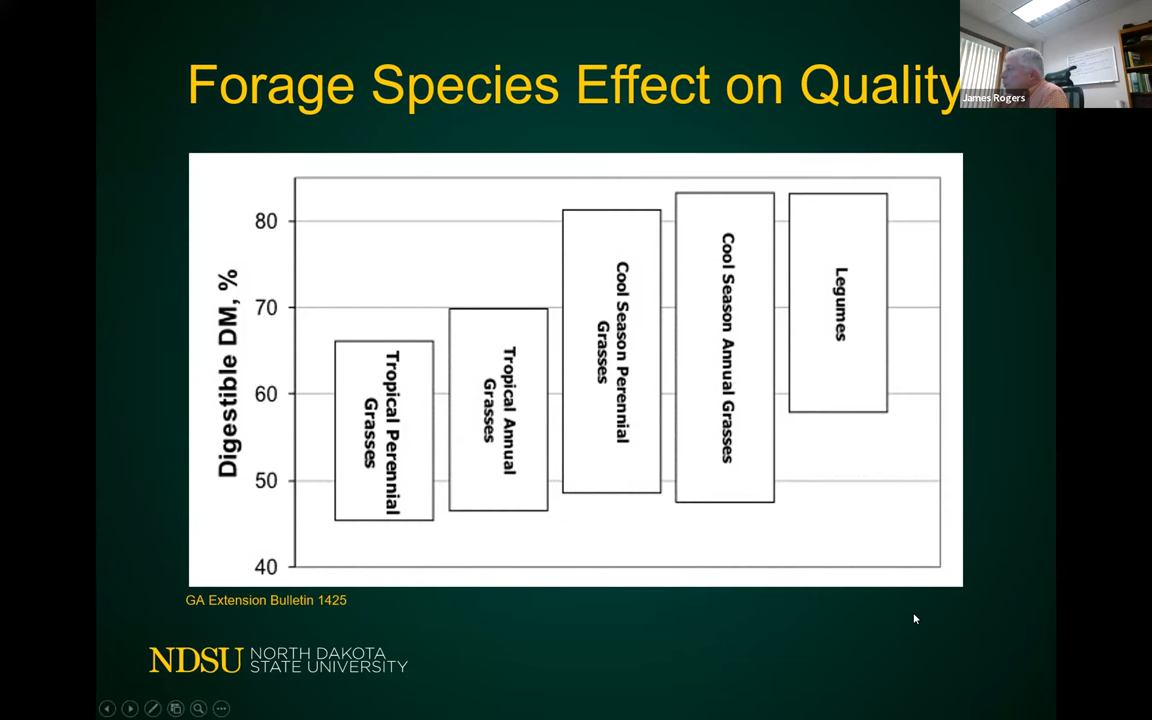 Forage Species Effect on Quality
James Rogers
Digestible DM, %
80
70
60
50
40
Tropical Perennial
Grasses
Tropical Annual
Grasses
Cool Season Perennial
Grasses
Cool Season Annual Grasses
Legumes
GA Extension Bulletin 1425
NDSU
NORTH DAKOTA
STATE UNIVERSITY